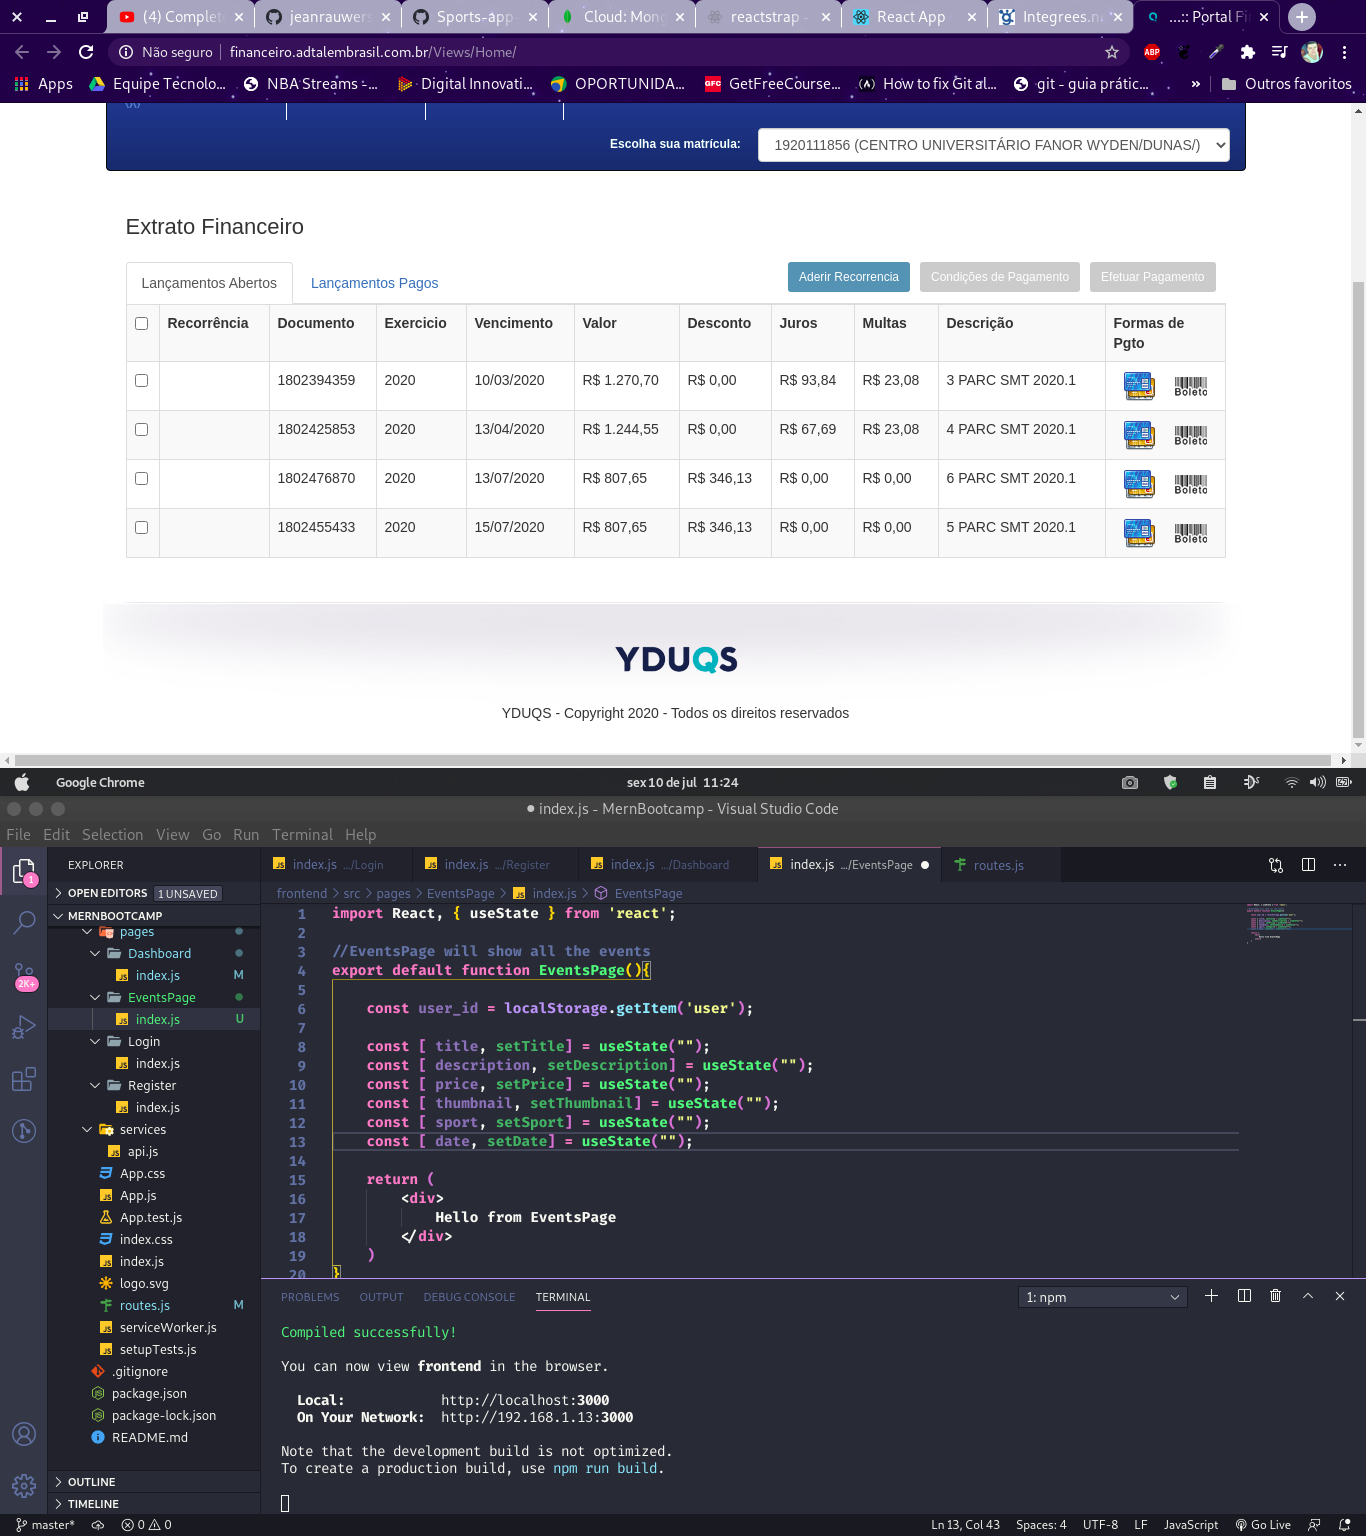 (4) Complet
jeanrauwers
Sports-app-
Cloud: Mong
reactstrap -
React App
Integrees.n
...:: Portal Fi
Não seguro
financeiro.adtalembrasil.com.br/Views/Home/
ABP
Apps
Equipe Tecnolo...
NBA Streams -...
Digital Innovati...
OPORTUNIDA...
GFC
GetFreeCourse...
How to fix Git al...
git - guia prátic...
»
Outros favoritos
Escolha sua matrícula:
1920111856 (CENTRO UNIVERSITÁRIO FANOR WYDEN/DUNAS/)
Extrato Financeiro
Lançamentos Abertos
Lançamentos Pagos
Aderir Recorrencia
Condições de Pagamento
Efetuar Pagamento
Recorrência Documento Exercicio Vencimento Valor Desconto Juros Multas Descrição Formas de Pgto
1802394359 2020 10/03/2020 R$ 1.270,70 R$ 0,00 R$ 93,84 R$ 23,08 3 PARC SMT 2020.1 Boleto
1802425853 2020 13/04/2020 R$ 1.244,55 R$ 0,00 R$ 67,69 R$ 23,08 4 PARC SMT 2020.1 Boleto
1802476870 2020 13/07/2020 R$ 807,65 R$ 346,13 R$ 0,00 R$ 0,00 6 PARC SMT 2020.1 Boleto
1802455433 2020 15/07/2020 R$ 807,65 R$ 346,13 R$ 0,00 R$ 0,00 5 PARC SMT 2020.1 Boleto
YDUQS
YDUQS - Copyright 2020 - Todos os direitos reservados
Google Chrome
sex 10 de jul 11:24
● index.js - MernBootcamp - Visual Studio Code
File Edit Selection View Go Run Terminal Help
EXPLORER
OPEN EDITORS 1 UNSAVED
MERNBOOTCAMP
pages
Dashboard
index.js M
EventsPage
index.js U
Login
index.js
Register
index.js
services
api.js
App.css
App.js
App.test.js
index.css
index.js
logo.svg
routes.js M
serviceWorker.js
setupTests.js
.gitignore
package.json
package-lock.json
README.md
OUTLINE
TIMELINE
1
2K+
index.js .../Login
index.js .../Register
index.js .../Dashboard
index.js .../EventsPage
routes.js
frontend > src > pages > EventsPage > index.js > EventsPage
1 import React, { useState } from 'react';
2
3 //EventsPage will show all the events
4 export default function EventsPage(){
5
6 const user_id = localStorage.getItem('user');
7
8 const [ title, setTitle] = useState("");
9 const [ description, setDescription] = useState("");
10 const [ price, setPrice] = useState("");
11 const [ thumbnail, setThumbnail] = useState("");
12 const [ sport, setSport] = useState("");
13 const [ date, setDate] = useState("");
14
15 return (
16 <div>
17 Hello from EventsPage
18 </div>
19 )
20 }
PROBLEMS OUTPUT DEBUG CONSOLE TERMINAL
1: npm
Compiled successfully!
You can now view frontend in the browser.
Local: http://localhost:3000
On Your Network: http://192.168.1.13:3000
Note that the development build is not optimized.
To create a production build, use npm run build.
master* 0 0
Ln 13, Col 43 Spaces: 4 UTF-8 LF JavaScript Go Live